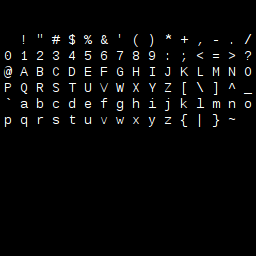 ! " # $ % & ' ( ) * + , - . /
0 1 2 3 4 5 6 7 8 9 : ; < = > ?
@ A B C D E F G H I J K L M N O
P Q R S T U V W X Y Z [ \ ] ^ _
` a b c d e f g h i j k l m n o
p q r s t u v w x y z { | } ~